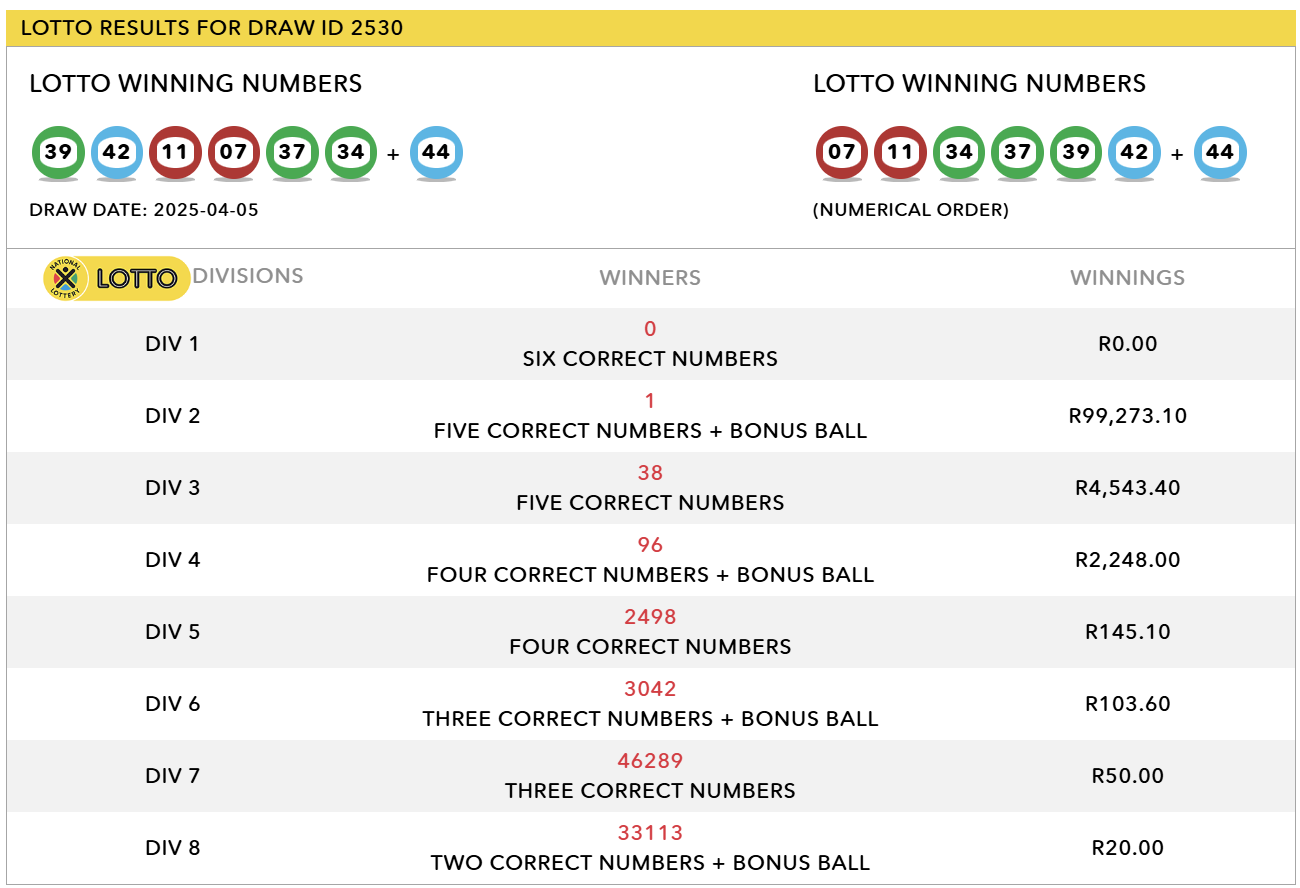 LOTTO RESULTS FOR DRAW ID 2530
LOTTO WINNING NUMBERS
39 42 11 07 37 34 + 44
DRAW DATE: 2025-04-05
LOTTO WINNING NUMBERS
07 11 34 37 39 42 + 44
(NUMERICAL ORDER)
NATIONAL LOTTERY LOTTO DIVISIONS WINNERS WINNINGS
DIV 1
0
SIX CORRECT NUMBERS
R0.00
DIV 2
1
FIVE CORRECT NUMBERS + BONUS BALL
R99,273.10
DIV 3
38
FIVE CORRECT NUMBERS
R4,543.40
DIV 4
96
FOUR CORRECT NUMBERS + BONUS BALL
R2,248.00
DIV 5
2498
FOUR CORRECT NUMBERS
R145.10
DIV 6
3042
THREE CORRECT NUMBERS + BONUS BALL
R103.60
DIV 7
46289
THREE CORRECT NUMBERS
R50.00
DIV 8
33113
TWO CORRECT NUMBERS + BONUS BALL
R20.00